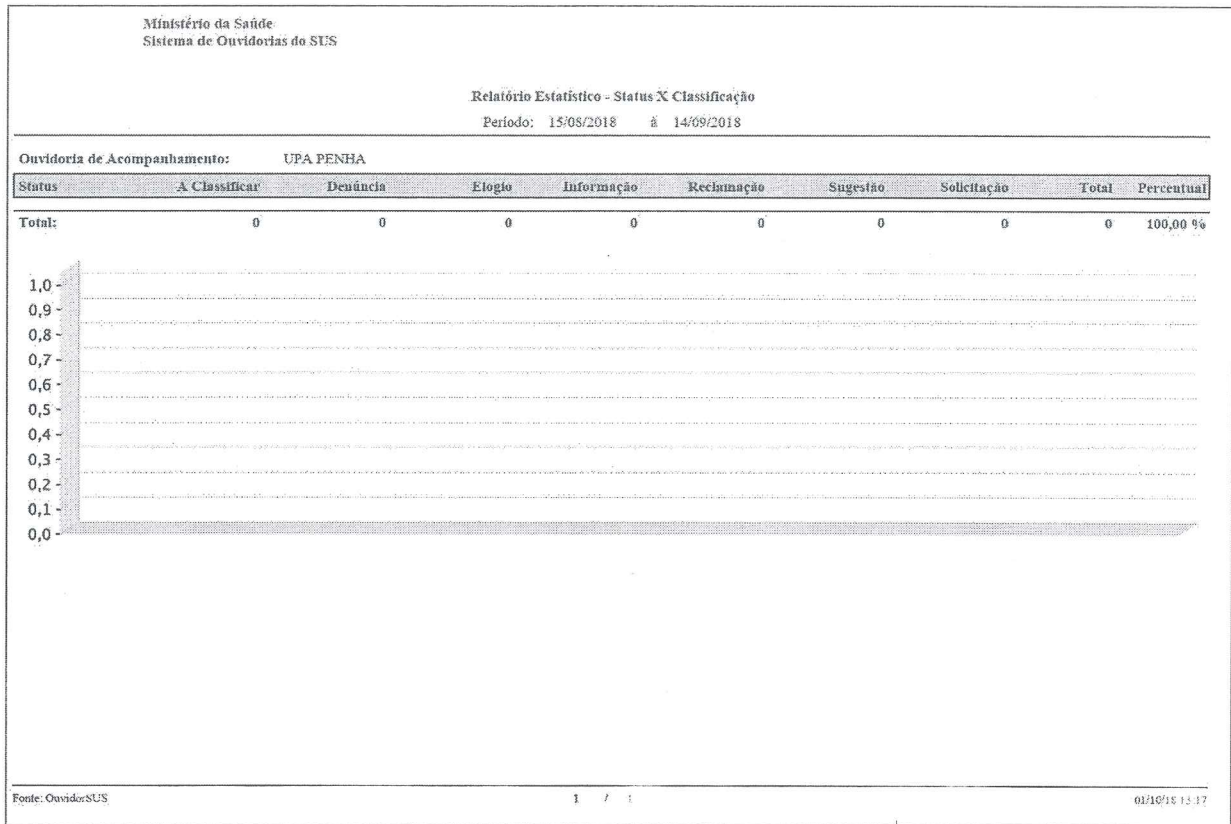 Ministério da Saúde
Sistema de Ouvidorias do SUS
Relatório Estatístico - Status X Classificação
Período: 15/08/2018 à 14/09/2018
Ouvidoria de Acompanhamento: UPA PENHA
Status A Classificar Denúncia Elogio Informação Reclamação Sugestão Solicitação Total Percentual
Total: 0 0 0 0 0 0 0 0 100,00 %
1,0
0,9
0,8
0,7
0,6
0,5
0,4
0,3
0,2
0,1
0,0
Fonte: OuvidorSUS 1 / 1 01/10/18 13:17